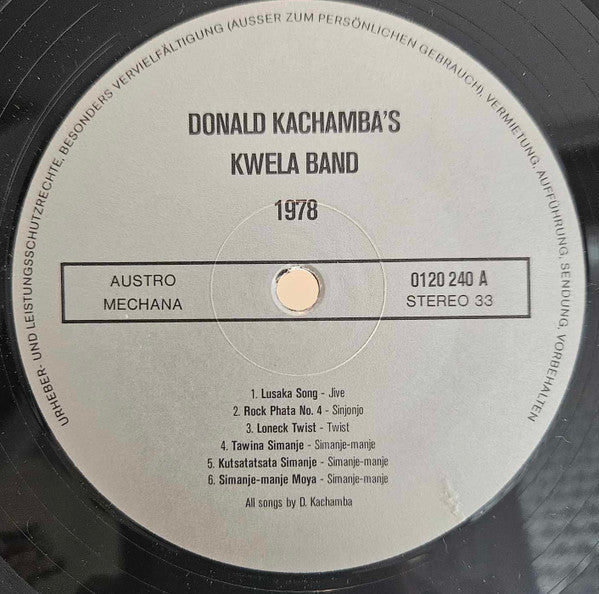 URHEBER- UND LEISTUNGSSCHUTZRECHTE, BESONDERS VERVIELFÄLTIGUNG (AUSSER ZUM PERSÖNLICHEN GEBRAUCH), VERMIETUNG, AUFFÜHRUNG, SENDUNG, VORBEHALTEN
DONALD KACHAMBA'S
KWELA BAND
1978
AUSTRO
MECHANA
0120 240 A
STEREO 33
1. Lusaka Song - Jive
2. Rock Phata No. 4 - Sinjonjo
3. Loneck Twist - Twist
4. Tawina Simanje - Simanje-manje
5. Kutsatatsata Simanje - Simanje-manje
6. Simanje-manje Moya - Simanje-manje
All songs by D. Kachamba